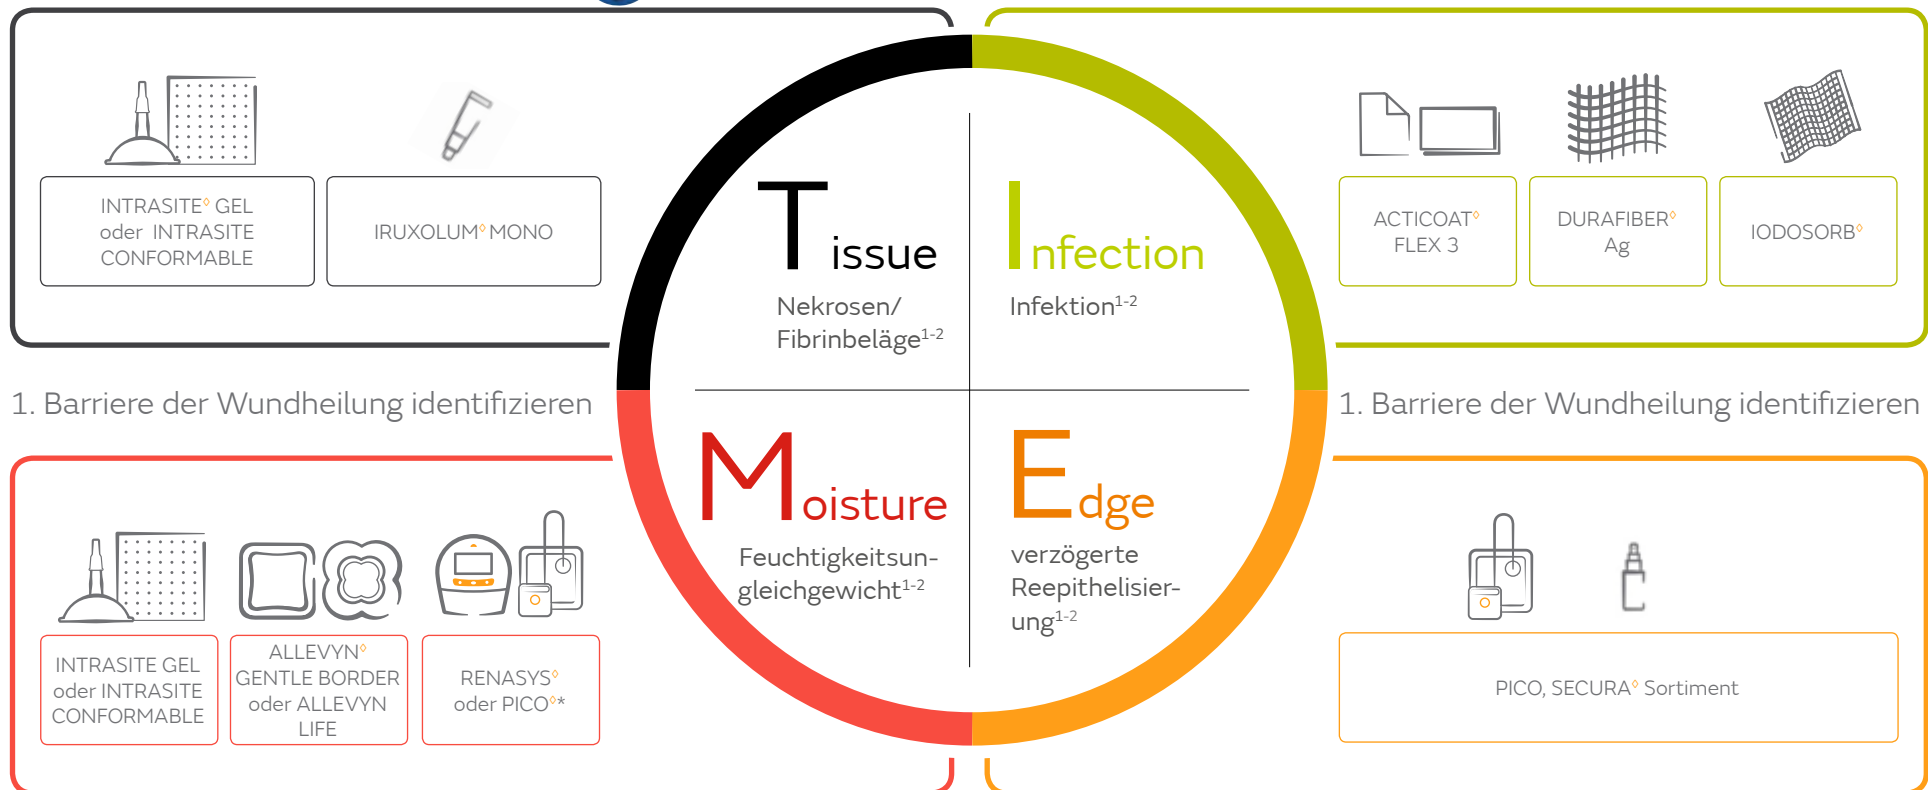 INTRASITE◊ GEL
oder INTRASITE
CONFORMABLE
IRUXOLUM◊ MONO
Tissue
Nekrosen/
Fibrinbeläge1-2
Infection
Infektion1-2
ACTICOAT◊
FLEX 3
DURAFIBER◊
Ag
IODOSORB◊
1. Barriere der Wundheilung identifizieren
1. Barriere der Wundheilung identifizieren
INTRASITE GEL
oder INTRASITE
CONFORMABLE
ALLEVYN◊
GENTLE BORDER
oder ALLEVYN
LIFE
RENASYS◊
oder PICO◊*
Moisture
Feuchtigkeitsun-
gleichgewicht1-2
Edge
verzögerte
Reepithelisier-
ung1-2
PICO, SECURA◊ Sortiment